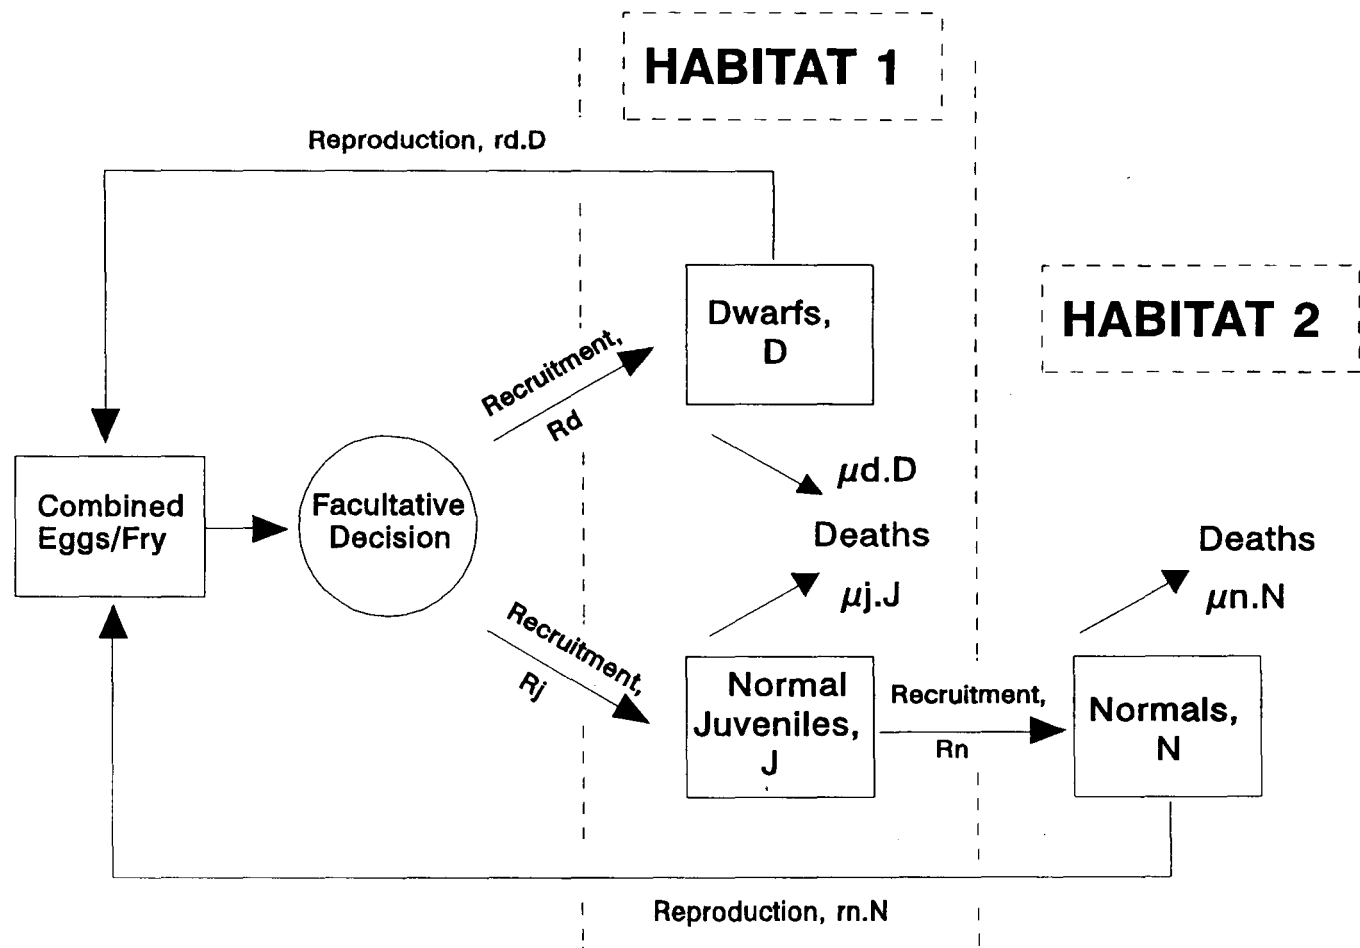 HABITAT 1
Reproduction, rd.D
HABITAT 2
Dwarfs,
D
Recruitment,
Rd
μd.D
Deaths
μj.J
Combined
Eggs/Fry
Facultative
Decision
Deaths
μn.N
Recruitment,
Rj
Normal
Juveniles,
J
Recruitment,
Rn
Normals,
N
Reproduction, rn.N